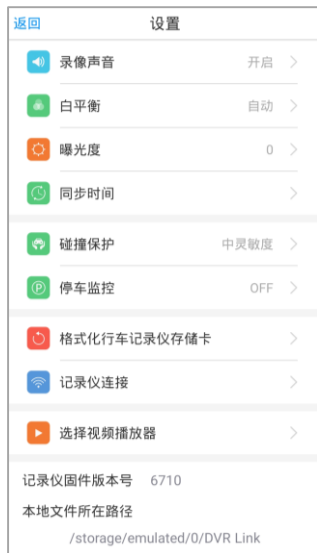 返回 设置
录像声音 开启
白平衡 自动
曝光度 0
同步时间
碰撞保护 中灵敏度
停车监控 OFF
格式化行车记录仪存储卡
记录仪连接
选择视频播放器
记录仪固件版本号 6710
本地文件所在路径
/storage/emulated/0/DVR Link